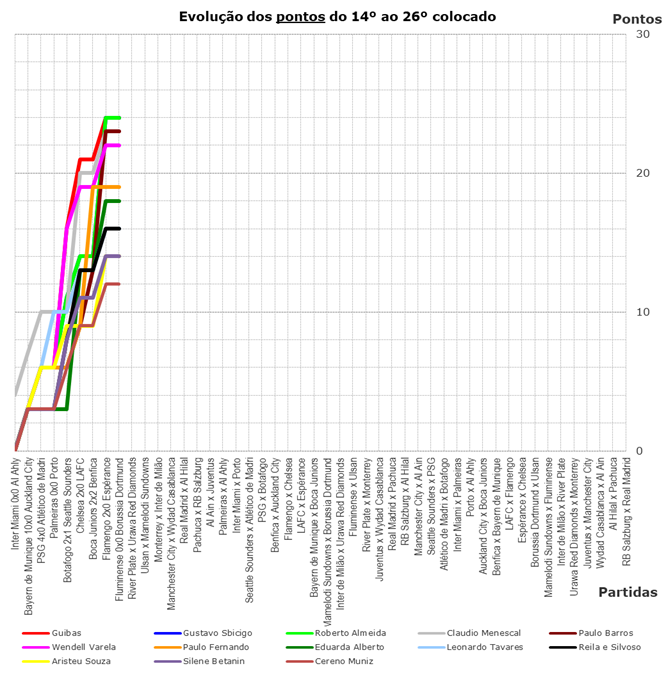 Evolução dos pontos do 14º ao 26º colocado
Pontos
30
20
10
0
Inter Miami 0x0 Al Ahly
Bayern de Munique 10x0 Auckland City
PSG 4x0 Atlético de Madri
Palmeiras 0x0 Porto
Botafogo 2x1 Seattle Sounders
Chelsea 2x0 LAFC
Boca Juniors 2x2 Benfica
Flamengo 2x0 Espérance
Fluminense 0x0 Borussia Dortmund
River Plate x Urawa Red Diamonds
Ulsan x Mamelodi Sundowns
Monterrey x Inter de Milão
Manchester City x Wydad Casablanca
Real Madrid x Al Hilal
Pachuca x RB Salzburg
Al Ain x Juventus
Palmeiras x Al Ahly
Inter Miami x Porto
Seattle Sounders x Atlético de Madri
PSG x Botafogo
Benfica x Auckland City
Flamengo x Chelsea
LAFC x Espérance
Bayern de Munique x Boca Juniors
Mamelodi Sundowns x Borussia Dortmund
Inter de Milão x Urawa Red Diamonds
Fluminense x Ulsan
River Plate x Monterrey
Juventus x Wydad Casablanca
Real Madrid x Pachuca
RB Salzburg x Al Hilal
Manchester City x Al Ain
Seattle Sounders x PSG
Atlético de Madri x Botafogo
Inter Miami x Palmeiras
Porto x Al Ahly
Auckland City x Boca Juniors
Benfica x Bayern de Munique
LAFC x Flamengo
Espérance x Chelsea
Borussia Dortmund x Ulsan
Mamelodi Sundowns x Fluminense
Inter de Milão x River Plate
Urawa Red Diamonds x Monterrey
Juventus x Manchester City
Wydad Casablanca x Al Ain
Al Hilal x Pachuca
RB Salzburg x Real Madrid
Partidas
Guibas
Gustavo Sbicigo
Roberto Almeida
Claudio Menescal
Paulo Barros
Wendell Varela
Paulo Fernando
Eduarda Alberto
Leonardo Tavares
Reila e Silvoso
Aristeu Souza
Silene Betanin
Cereno Muniz